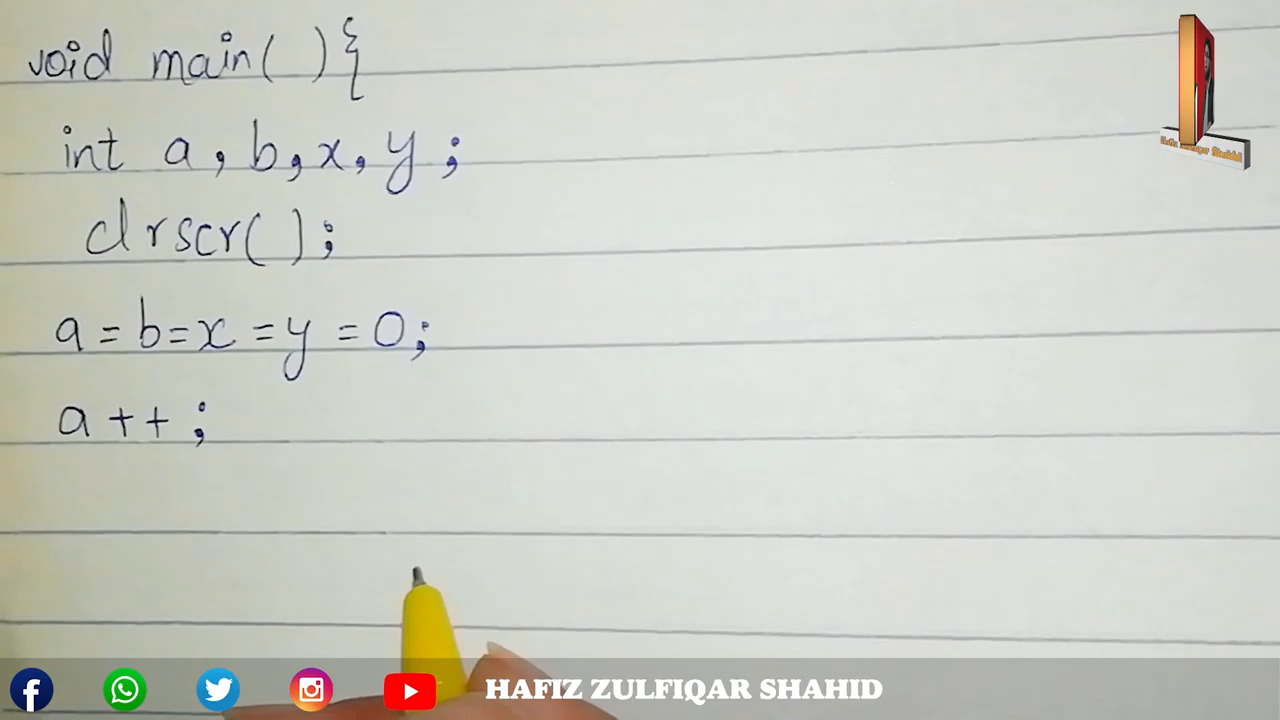 void main( ){
int a, b, x, y ;
clrscr( ) ;
a = b = x = y = 0;
a + + ;
HAFIZ ZULFIQAR SHAHID